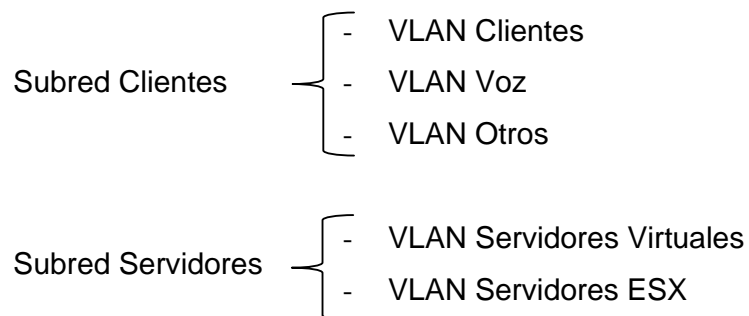 Subred Clientes
- VLAN Clientes
- VLAN Voz
- VLAN Otros
Subred Servidores
- VLAN Servidores Virtuales
- VLAN Servidores ESX